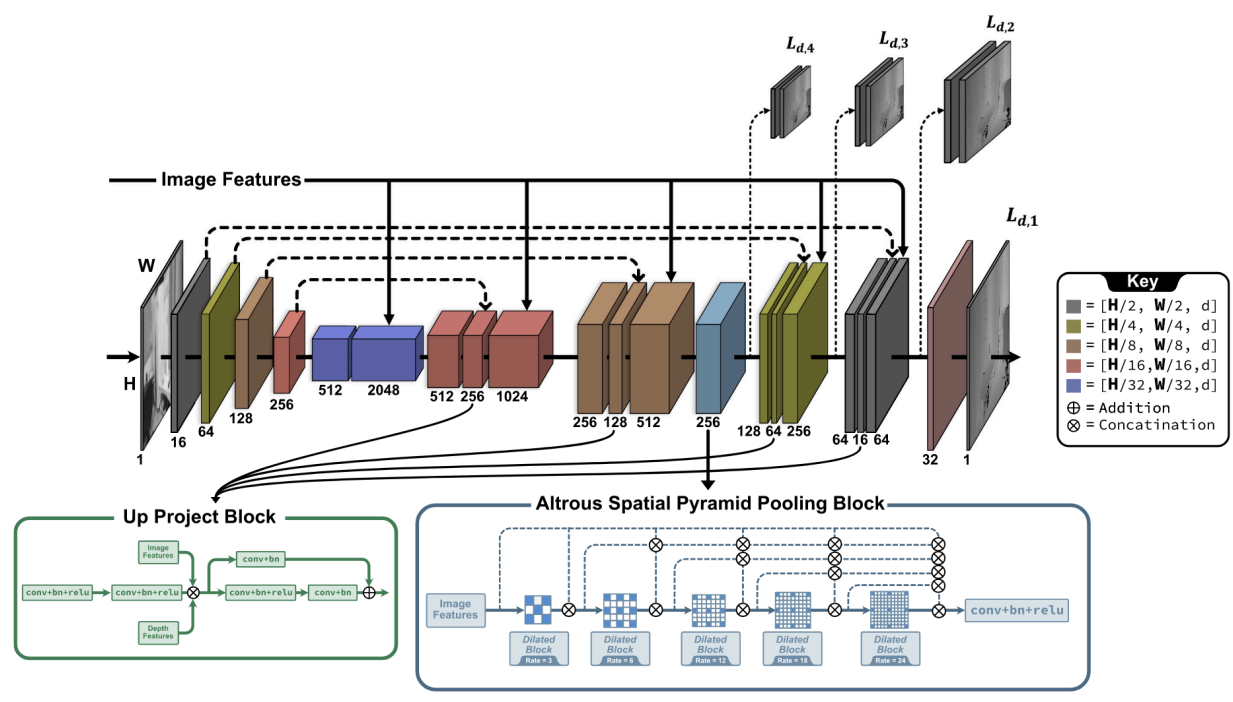 L_{d,4}
L_{d,3}
L_{d,2}
Image Features
L_{d,1}
W
H
1
16
64
128
256
512
2048
512
256
1024
256
128
512
256
128
64
256
64
16
64
32
1
Key
= [H/2, W/2, d]
= [H/4, W/4, d]
= [H/8, W/8, d]
= [H/16,W/16,d]
= [H/32,W/32,d]
⊕ = Addition
⊗ = Concatination
Up Project Block
Image
Features
conv+bn
conv+bn+relu
conv+bn+relu
conv+bn+relu
conv+bn
Depth
Features
Altrous Spatial Pyramid Pooling Block
Image
Features
conv+bn+relu
Dilated
Block
Rate = 3
Dilated
Block
Rate = 6
Dilated
Block
Rate = 12
Dilated
Block
Rate = 18
Dilated
Block
Rate = 24